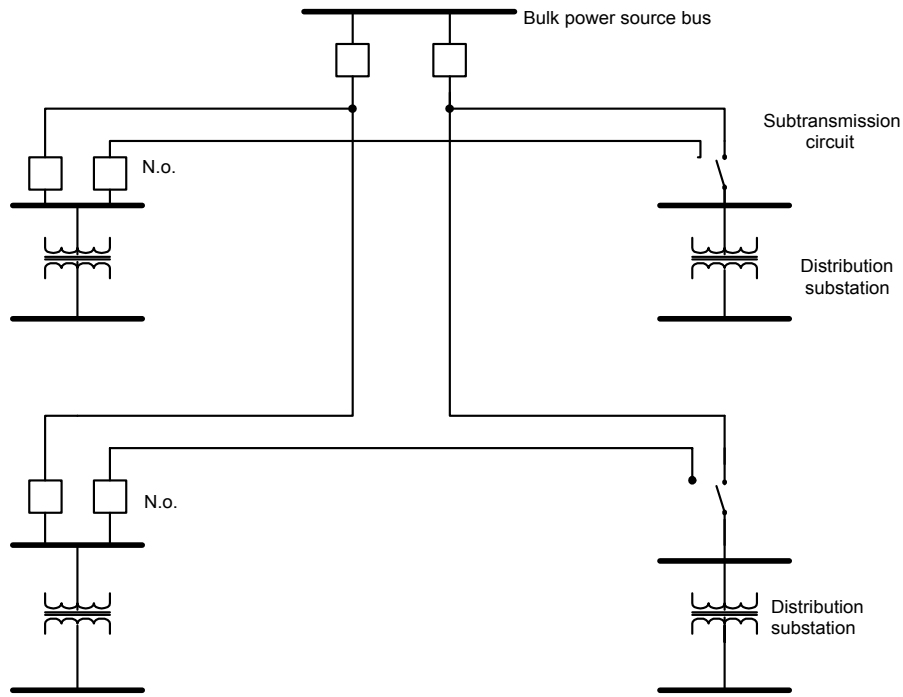 Bulk power source bus
Subtransmission
circuit
N.o.
Distribution
substation
N.o.
Distribution
substation